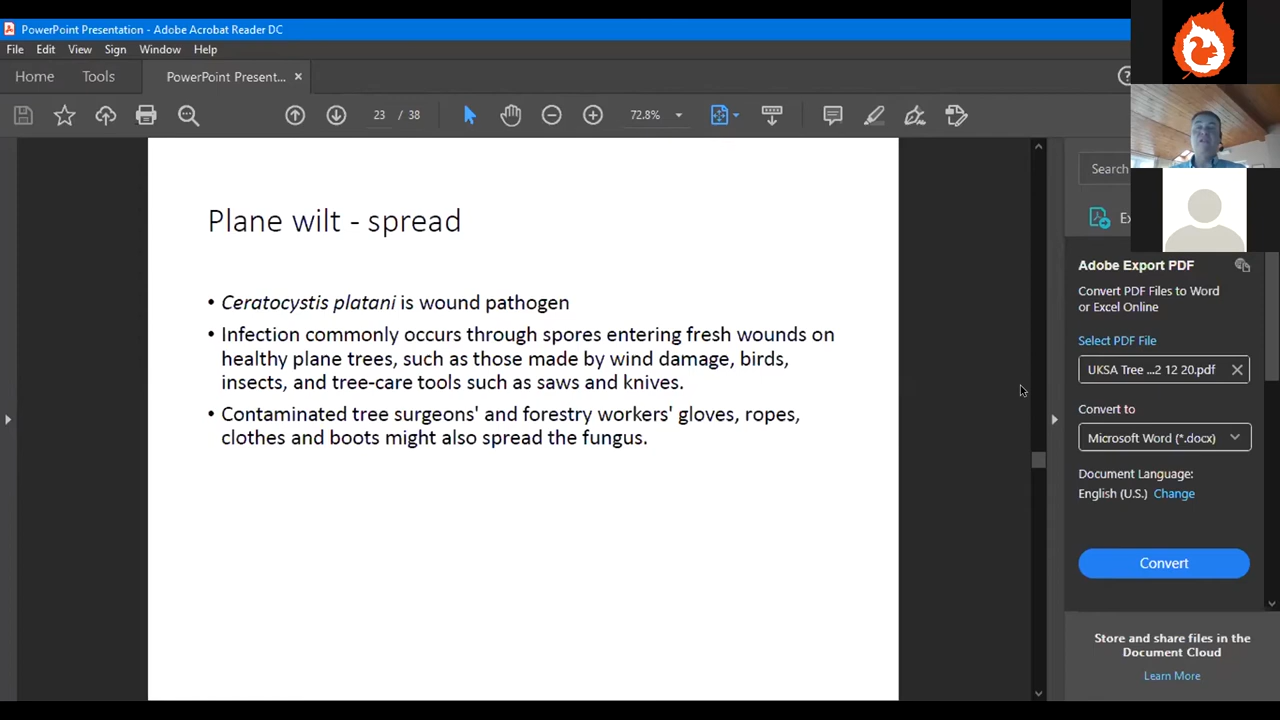 PowerPoint Presentation - Adobe Acrobat Reader DC
File Edit View Sign Window Help
Home Tools PowerPoint Present... ×
23 / 38 72.8%
Search
Plane wilt - spread
• Ceratocystis platani is wound pathogen
• Infection commonly occurs through spores entering fresh wounds on
healthy plane trees, such as those made by wind damage, birds,
insects, and tree-care tools such as saws and knives.
• Contaminated tree surgeons' and forestry workers' gloves, ropes,
clothes and boots might also spread the fungus.
Ex
Adobe Export PDF
Convert PDF Files to Word
or Excel Online
Select PDF File
UKSA Tree ...2 12 20.pdf
Convert to
Microsoft Word (*.docx)
Document Language:
English (U.S.) Change
Convert
Store and share files in the
Document Cloud
Learn More